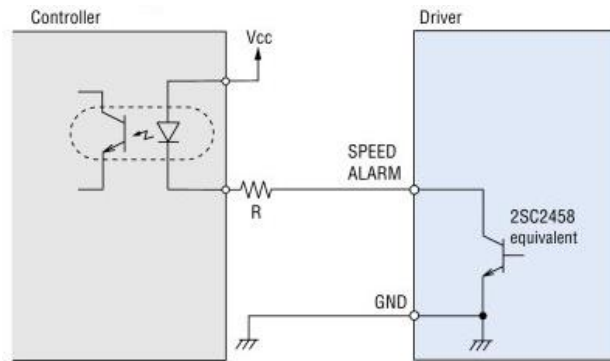 Controller
Driver
Vcc
SPEED
ALARM
R
2SC2458
equivalent
GND